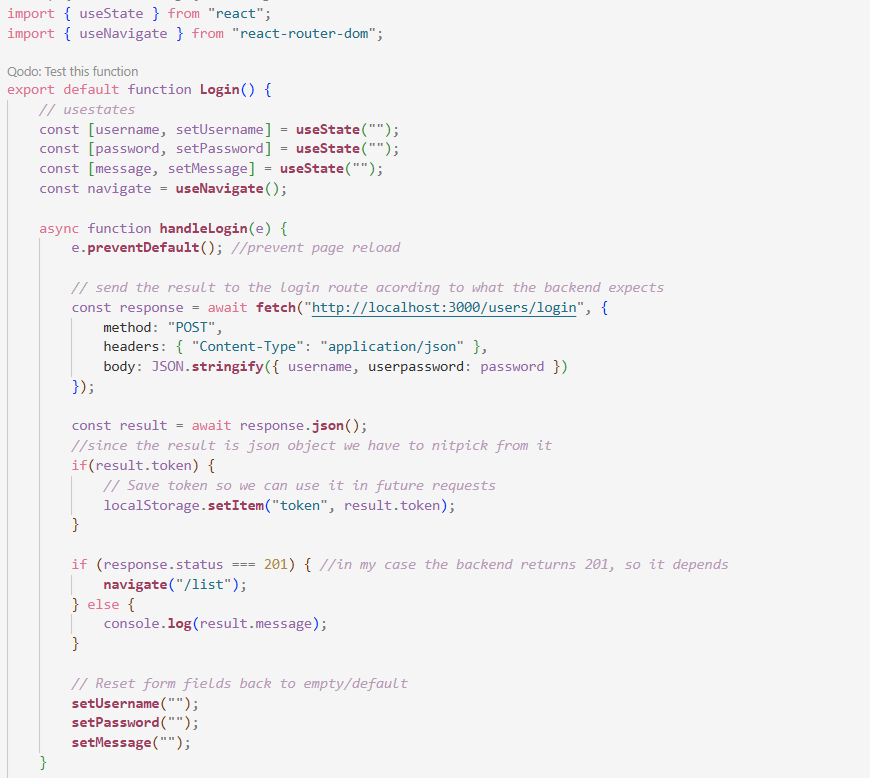 import { useState } from "react";
import { useNavigate } from "react-router-dom";
Qodo: Test this function
export default function Login() {
// usestates
const [username, setUsername] = useState("");
const [password, setPassword] = useState("");
const [message, setMessage] = useState("");
const navigate = useNavigate();
async function handleLogin(e) {
e.preventDefault(); //prevent page reload
// send the result to the login route acording to what the backend expects
const response = await fetch("http://localhost:3000/users/login", {
method: "POST",
headers: { "Content-Type": "application/json" },
body: JSON.stringify({ username, userpassword: password })
});
const result = await response.json();
//since the result is json object we have to nitpick from it
if(result.token) {
// Save token so we can use it in future requests
localStorage.setItem("token", result.token);
}
if (response.status === 201) { //in my case the backend returns 201, so it depends
navigate("/list");
} else {
console.log(result.message);
}
// Reset form fields back to empty/default
setUsername("");
setPassword("");
setMessage("");
}